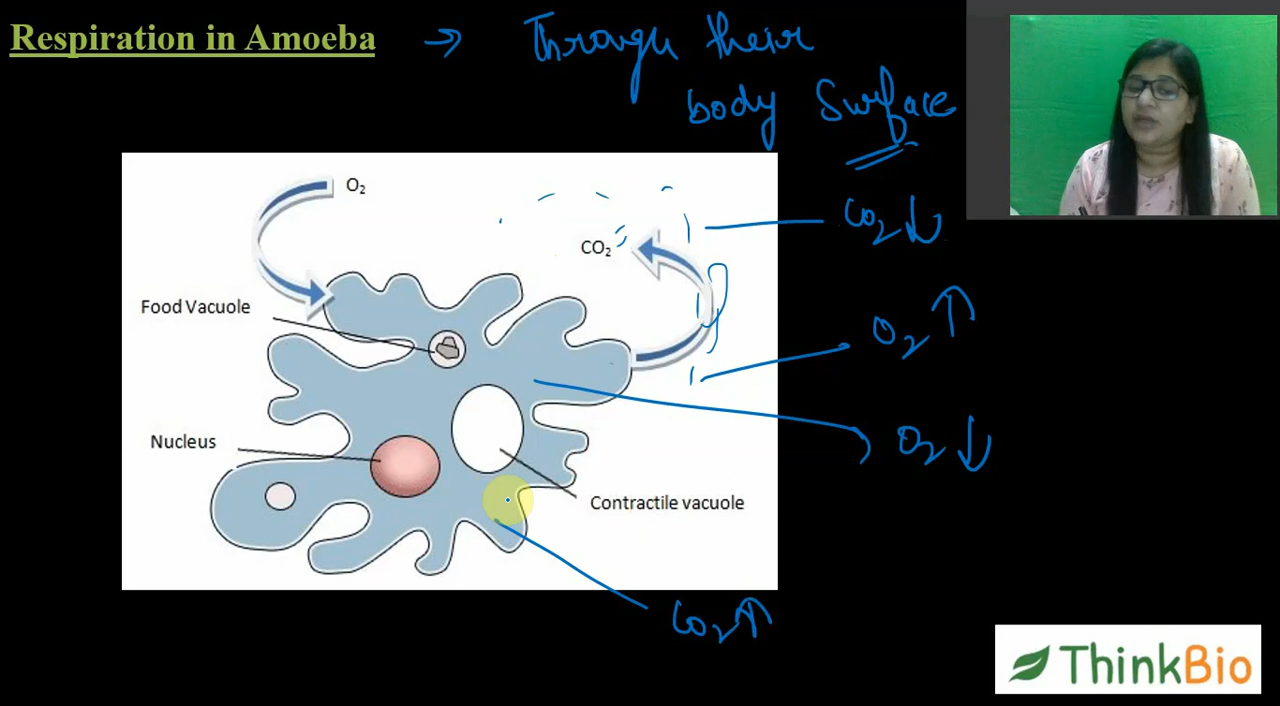 Respiration in Amoeba → Through their
body Surface
O₂
CO₂
CO₂↓
Food Vacuole
O₂↑
Nucleus
O₂↓
Contractile vacuole
CO₂↑
ThinkBio